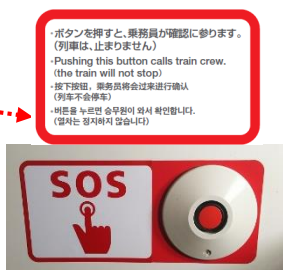 ・ボタンを押すと、乗務員が確認に参ります。
（列車は、止まりません）
・Pushing this button calls train crew.
(the train will not stop)
・按下按钮，乘务员将会过来进行确认
（列车不会停车）
・버튼을 누르면 승무원이 와서 확인합니다.
(열차는 정지하지 않습니다)
SOS